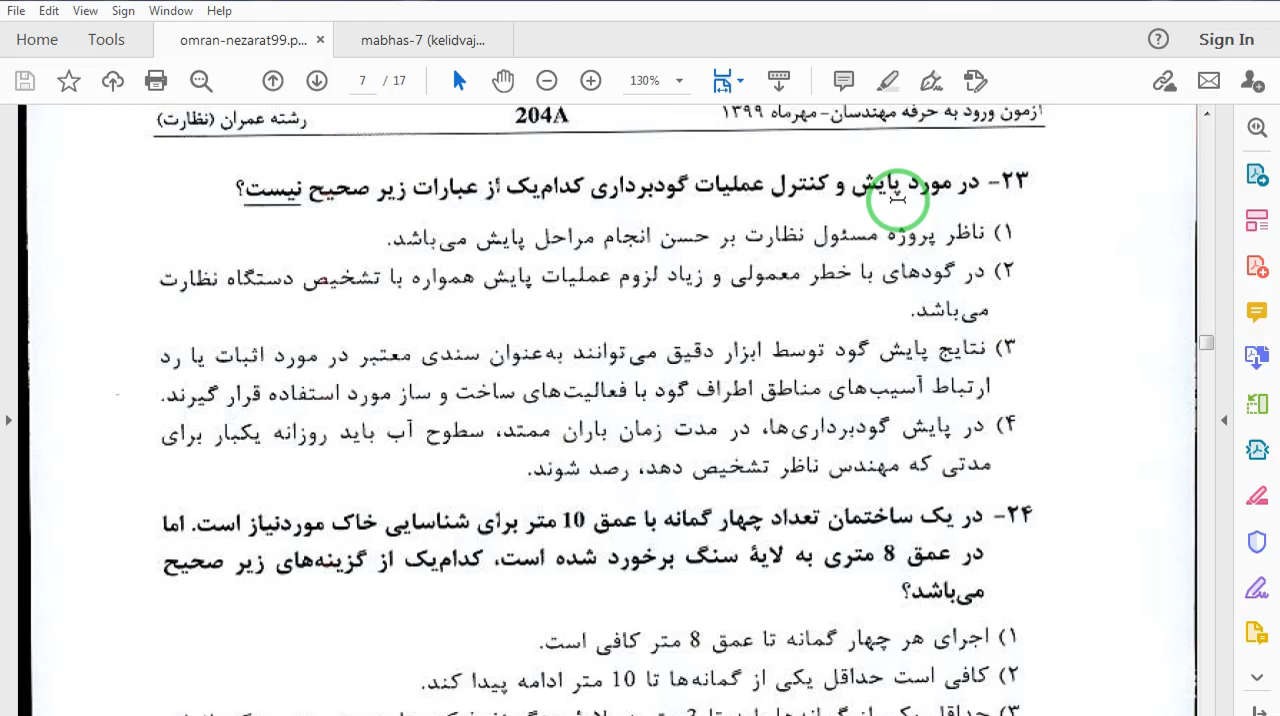 File Edit View Sign Window Help
Home Tools omran-nezarat99.p... × mabhas-7 (kelidvaj... Sign In
7 / 17 130%
آزمون ورود به حرفه مهندسان- مهرماه ۱۳۹۹ 204A رشته عمران (نظارت)
۲۳- در مورد پایش و کنترل عملیات گودبرداری کدام‌یک از عبارات زیر صحیح نیست؟
۱) ناظر پروژه مسئول نظارت بر حسن انجام مراحل پایش می‌باشد.
۲) در گودهای با خطر معمولی و زیاد لزوم عملیات پایش همواره با تشخیص دستگاه نظارت
می‌باشد.
۳) نتایج پایش گود توسط ابزار دقیق می‌توانند به‌عنوان سندی معتبر در مورد اثبات یا رد
ارتباط آسیب‌های مناطق اطراف گود با فعالیت‌های ساخت و ساز مورد استفاده قرار گیرند.
۴) در پایش گودبرداری‌ها، در مدت زمان باران ممتد، سطوح آب باید روزانه یکبار برای
مدتی که مهندس ناظر تشخیص دهد، رصد شوند.
۲۴- در یک ساختمان تعداد چهار گمانه با عمق 10 متر برای شناسایی خاک موردنیاز است. اما
در عمق 8 متری به لایهٔ سنگ برخورد شده است، کدام‌یک از گزینه‌های زیر صحیح
می‌باشد؟
۱) اجرای هر چهار گمانه تا عمق 8 متر کافی است.
۲) کافی است حداقل یکی از گمانه‌ها تا 10 متر ادامه پیدا کند.